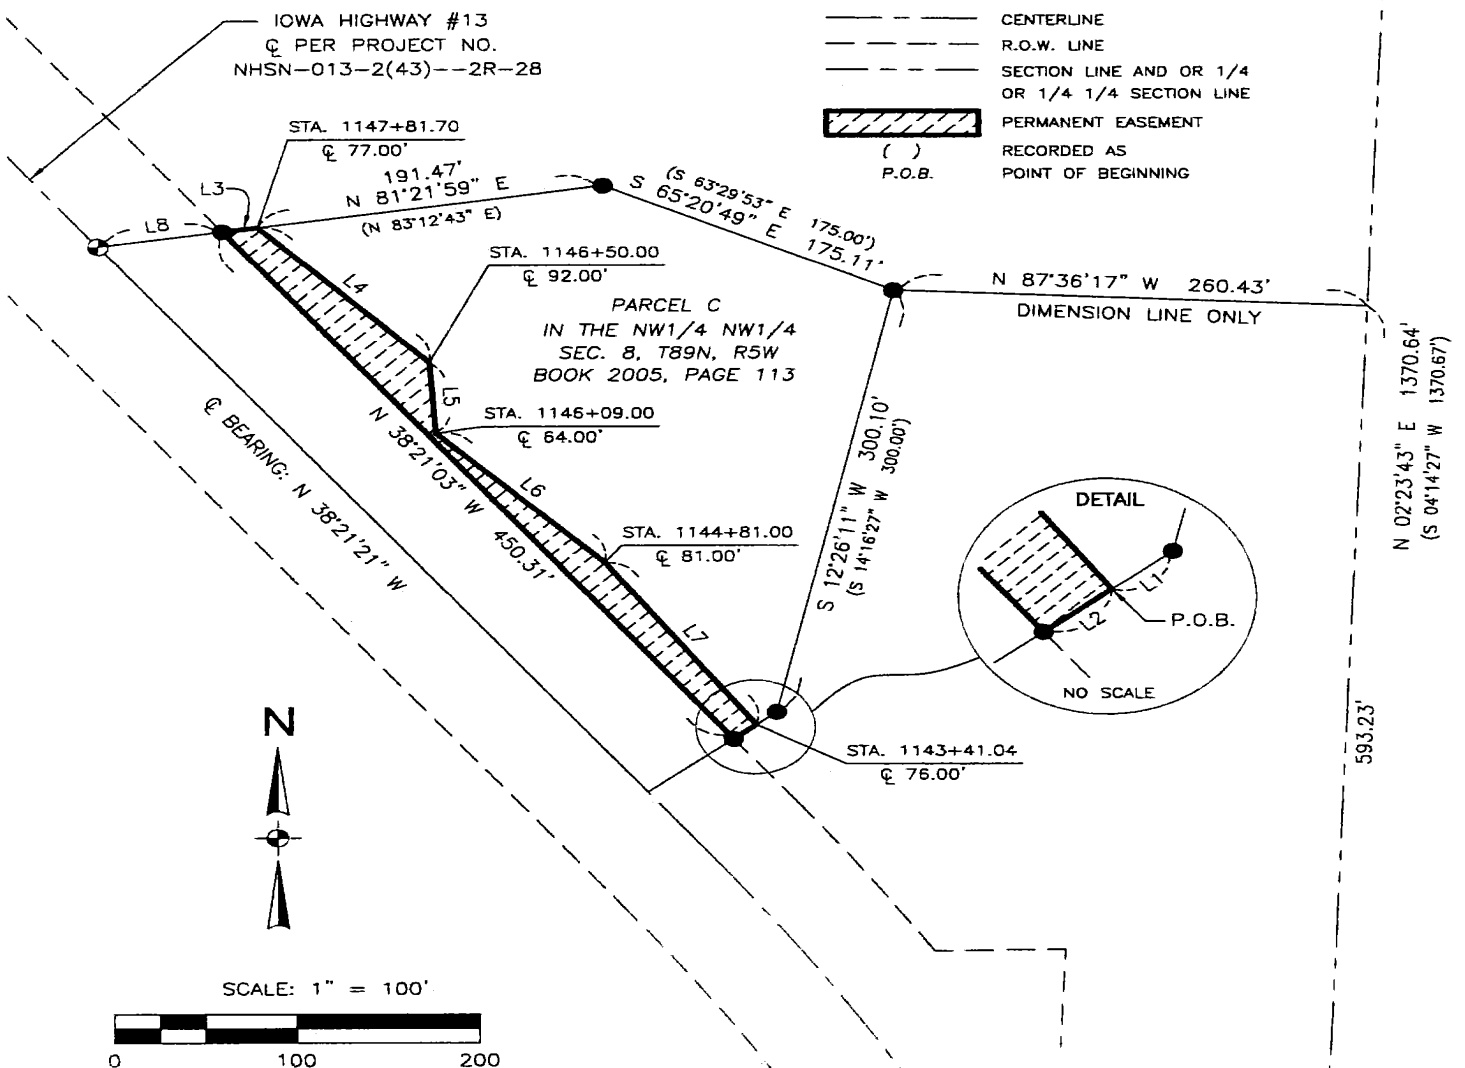 IOWA HIGHWAY #13
℄ PER PROJECT NO.
NHSN-013-2(43)--2R-28
CENTERLINE
R.O.W. LINE
SECTION LINE AND OR 1/4
OR 1/4 1/4 SECTION LINE
PERMANENT EASEMENT
( ) RECORDED AS
P.O.B. POINT OF BEGINNING
STA. 1147+81.70
℄ 77.00'
191.47'
N 81°21'59" E
(N 83°12'43" E)
L3
L8
(S 63°29'53" E 175.00')
S 65°20'49" E 175.11'
STA. 1146+50.00
℄ 92.00'
L4
N 87°36'17" W 260.43'
DIMENSION LINE ONLY
PARCEL C
IN THE NW1/4 NW1/4
SEC. 8, T89N, R5W
BOOK 2005, PAGE 113
L5
STA. 1146+09.00
℄ 64.00'
N 02°23'43" E 1370.64'
(S 04°14'27" W 1370.67')
℄ BEARING: N 38°21'21" W
N 38°21'03" W 450.31'
L6
S 12°26'11" W 300.10'
(S 14°16'27" W 300.00')
STA. 1144+81.00
℄ 81.00'
L7
DETAIL
L1
L2
P.O.B.
NO SCALE
593.23'
STA. 1143+41.04
℄ 76.00'
N
SCALE: 1" = 100'
0 100 200